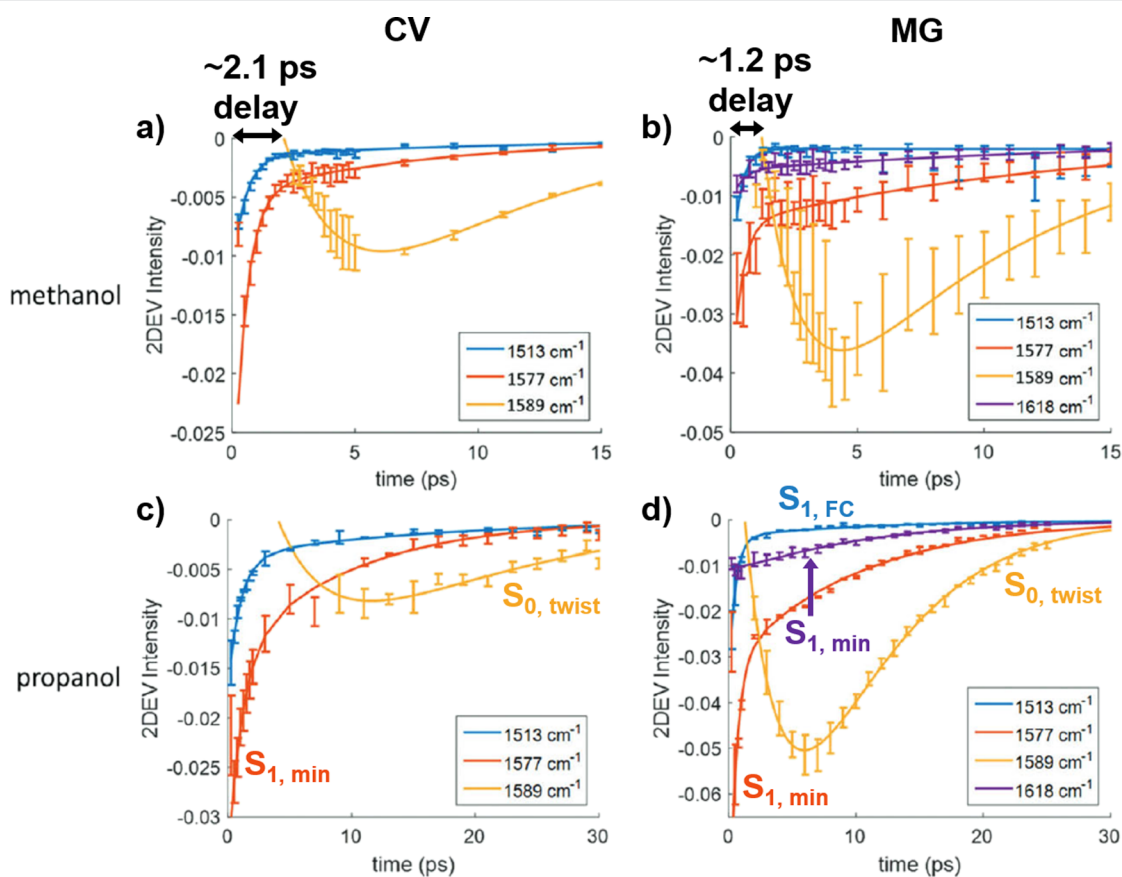 CV
MG
~2.1 ps
delay
~1.2 ps
delay
a)
b)
0
-0.005
-0.01
-0.015
-0.02
-0.025
2DEV Intensity
methanol
1513 cm⁻¹
1577 cm⁻¹
1589 cm⁻¹
0 5 10 15
time (ps)
0
-0.01
-0.02
-0.03
-0.04
-0.05
2DEV Intensity
1513 cm⁻¹
1577 cm⁻¹
1589 cm⁻¹
1618 cm⁻¹
0 5 10 15
time (ps)
c)
d)
0
-0.005
-0.01
-0.015
-0.02
-0.025
-0.03
2DEV Intensity
propanol
S0, twist
S1, min
1513 cm⁻¹
1577 cm⁻¹
1589 cm⁻¹
0 10 20 30
time (ps)
S1, FC
0
-0.01
-0.02
-0.03
-0.04
-0.05
-0.06
2DEV Intensity
S0, twist
S1, min
S1, min
1513 cm⁻¹
1577 cm⁻¹
1589 cm⁻¹
1618 cm⁻¹
0 10 20 30
time (ps)